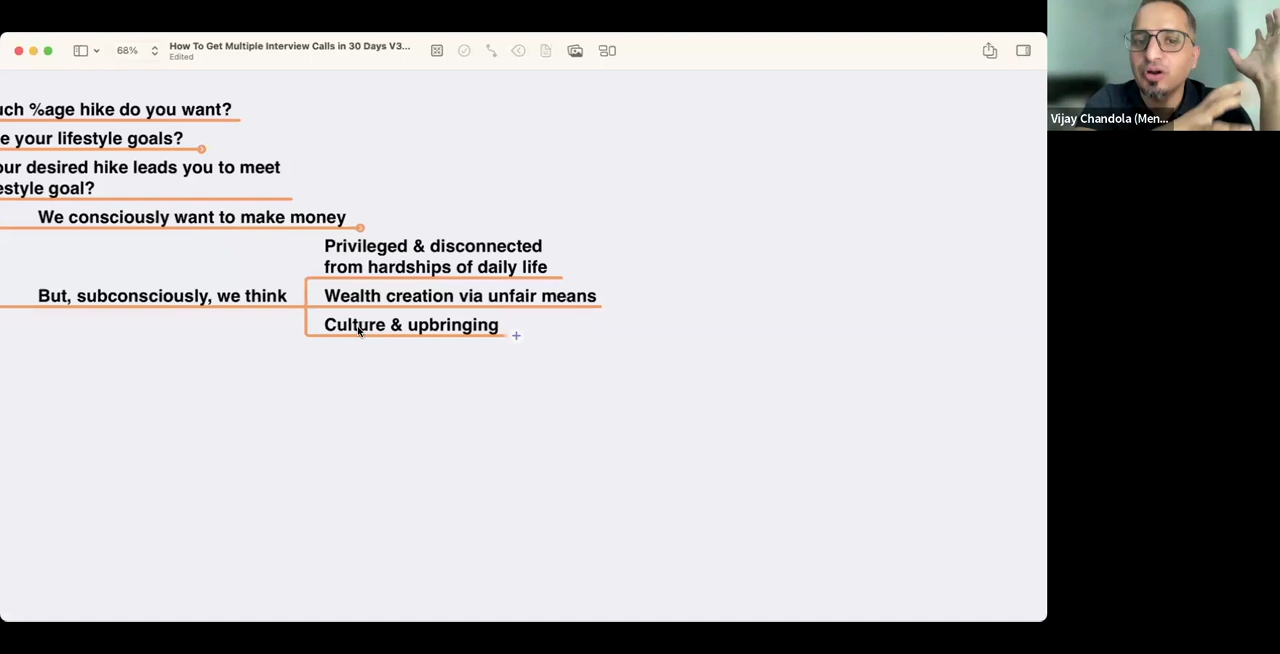 68%
How To Get Multiple Interview Calls in 30 Days V3...
Edited
uch %age hike do you want?
e your lifestyle goals?
our desired hike leads you to meet
estyle goal?
We consciously want to make money
Privileged & disconnected
from hardships of daily life
But, subconsciously, we think
Wealth creation via unfair means
Culture & upbringing
Vijay Chandola (Men...